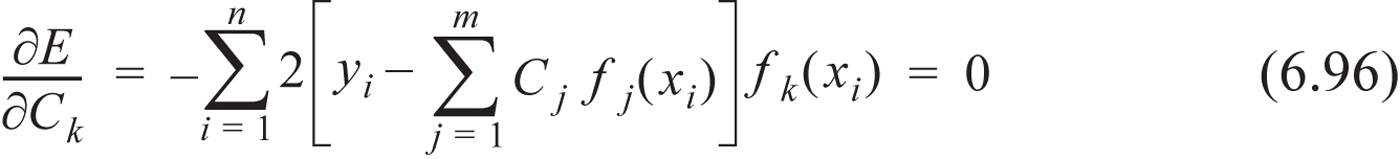 ∂E/∂C_k = -∑_{i = 1}^{n} 2[y_i - ∑_{j = 1}^{m} C_j f_j(x_i)] f_k(x_i) = 0 (6.96)